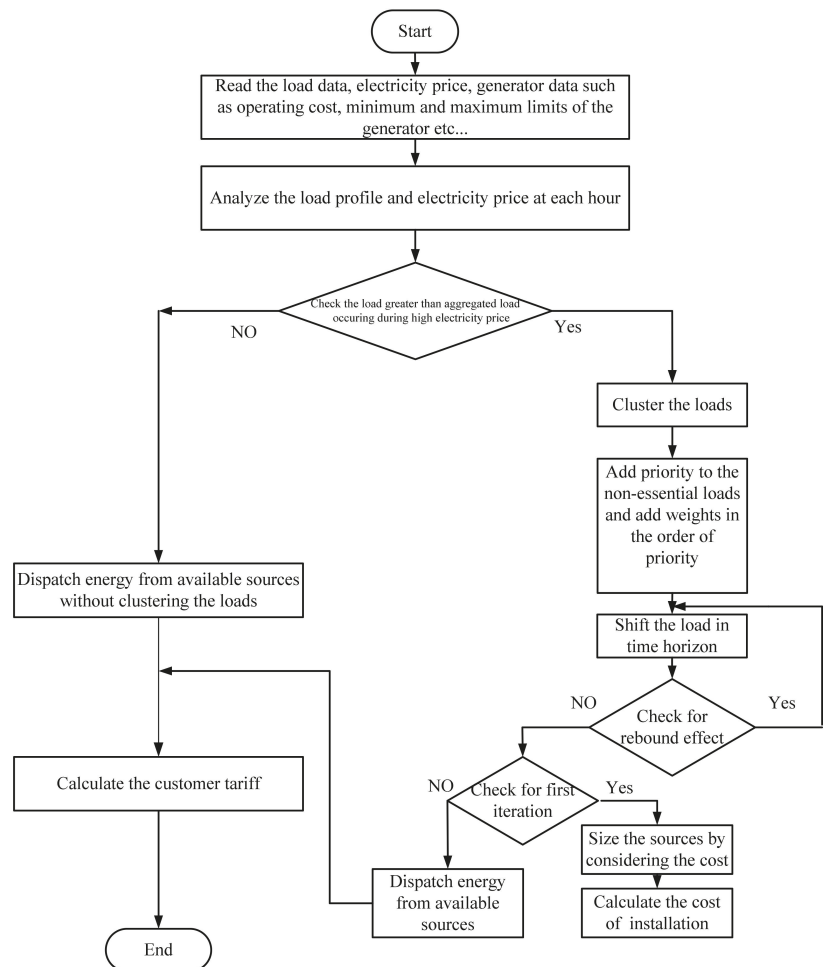 Start
Read the load data, electricity price, generator data such
as operating cost, minimum and maximum limits of the
generator etc...
Analyze the load profile and electricity price at each hour
Check the load greater than aggregated load
occuring during high electricity price
NO
Yes
Cluster the loads
Add priority to the
non-essential loads
and add weights in
the order of
priority
Dispatch energy from available sources
without clustering the loads
Shift the load in
time horizon
NO
Yes
Check for
rebound effect
Calculate the customer tariff
NO
Check for first
iteration
Yes
Size the sources by
considering the cost
Dispatch energy
from available
sources
Calculate the cost
of installation
End